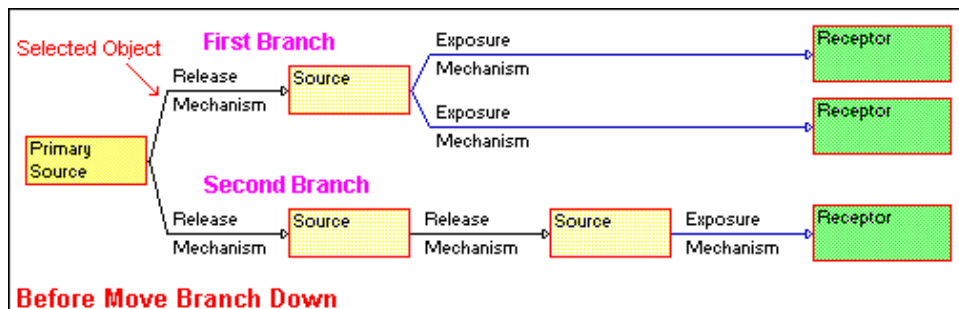 Selected Object
First Branch
Exposure
Mechanism
Receptor
Release
Mechanism
Source
Exposure
Mechanism
Receptor
Primary
Source
Second Branch
Release
Mechanism
Source
Release
Mechanism
Source
Exposure
Mechanism
Receptor
Before Move Branch Down